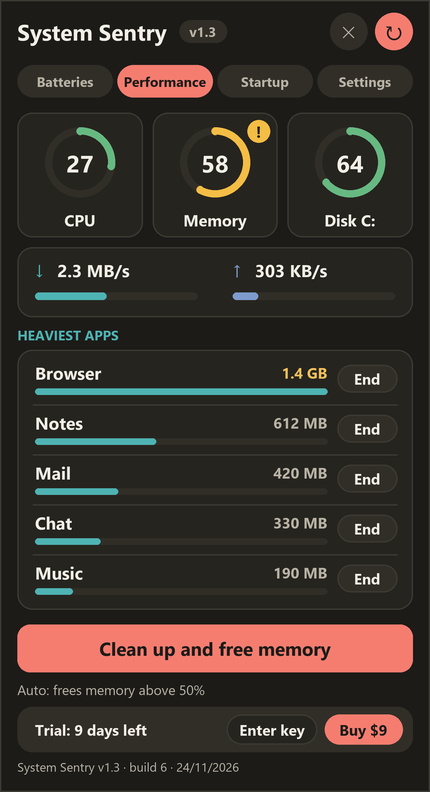 System Sentry v1.3
Batteries Performance Startup Settings
!
27 58 64
CPU Memory Disk C:
↓ 2.3 MB/s ↑ 303 KB/s
HEAVIEST APPS
Browser 1.4 GB End
Notes 612 MB End
Mail 420 MB End
Chat 330 MB End
Music 190 MB End
Clean up and free memory
Auto: frees memory above 50%
Trial: 9 days left Enter key Buy $9
System Sentry v1.3 · build 6 · 24/11/2026